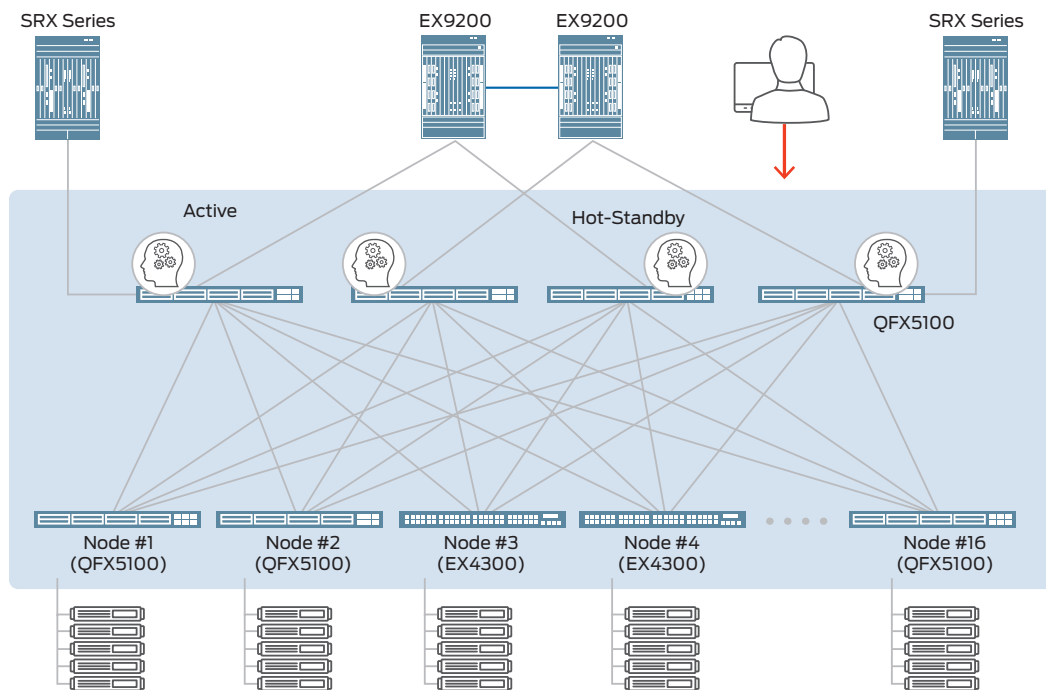 SRX Series
EX9200
EX9200
SRX Series
Active
Hot-Standby
QFX5100
Node #1
(QFX5100)
Node #2
(QFX5100)
Node #3
(EX4300)
Node #4
(EX4300)
Node #16
(QFX5100)